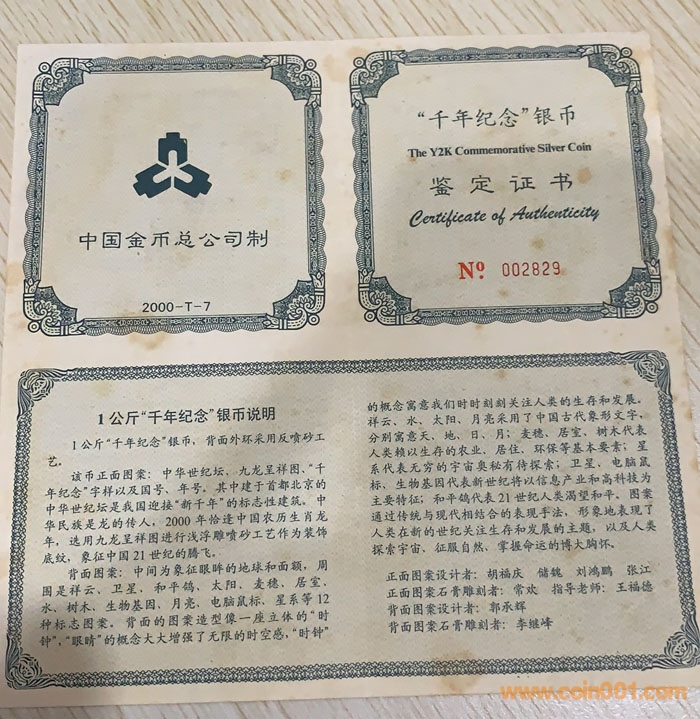 中国金币总公司制
2000-T-7
“千年纪念”银币
The Y2K Commemorative Silver Coin
鉴定证书
Certificate of Authenticity
Nº 002829
1公斤“千年纪念”银币说明
1公斤“千年纪念”银币，背面外环采用反喷砂工
艺。
该币正面图案：中华世纪坛，九龙呈祥图，“千
年纪念”字样以及国号、年号。其中建于首都北京的
中华世纪坛是我国迎接“新千年”的标志性建筑。中
华民族是龙的传人，2000年恰逢中国农历生肖龙
年，选用九龙呈祥图进行浅浮雕喷砂工艺作为装饰
底纹，象征中国21世纪的腾飞。
背面图案：中间为象征眼眸的地球和面额，周
围是祥云、卫星、和平鸽、太阳、麦穗、居室、
水、树木、生物基因、月亮、电脑鼠标、星系等12
种标志图案。背面的图案造型像一座立体的“时
钟”，“眼睛”的概念大大增强了无限的时空感，“时钟”
的概念寓意我们时时刻刻关注人类的生存和发展。
祥云、水、太阳、月亮采用了中国古代象形文字，
分别寓意天、地、日、月；麦穗、居室、树木代表
人类赖以生存的农业、居住、环保等基本要素；星
系代表无穷的宇宙奥秘有待探索；卫星、电脑鼠
标、生物基因代表新世纪将以信息产业和高科技为
主要特征；和平鸽代表21世纪人类渴望和平。图案
通过传统与现代相结合的表现手法，形象地表现了
人类在新的世纪关注生存和发展的主题，以及人类
探索宇宙、征服自然、掌握命运的博大胸怀。
正面图案设计者：胡福庆 储魏 刘鸿鹏 张江
正面图案石膏雕刻者：常欢 指导老师：王福德
背面图案设计者：郭承辉
背面图案石膏雕刻者：李继峰
www.coin001.com